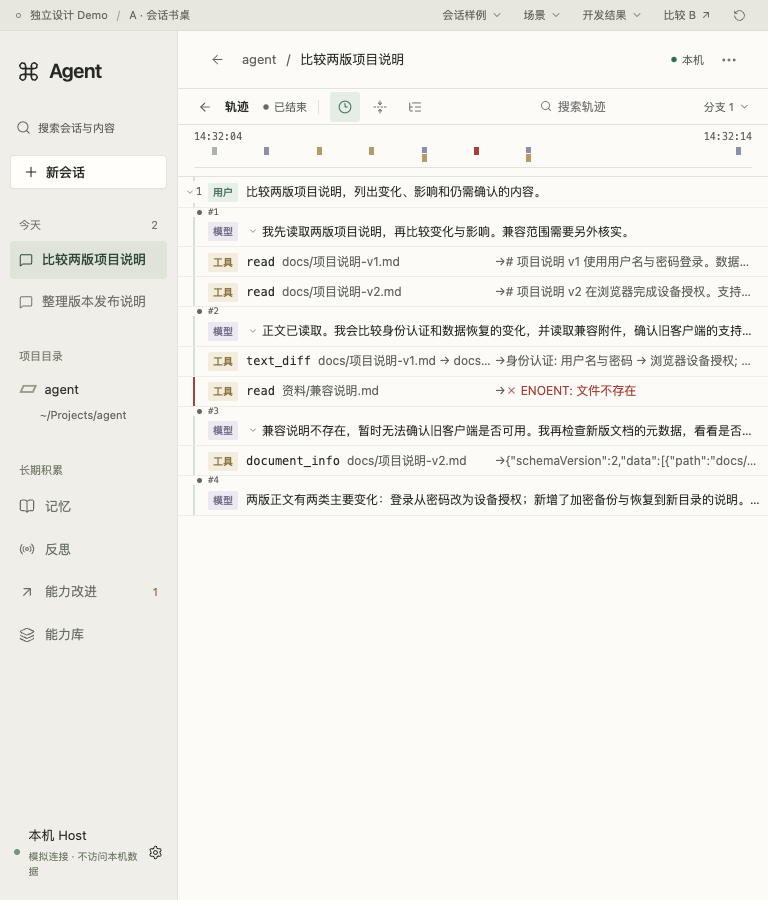 独立设计 Demo / A · 会话书桌
会话样例 场景 开发结果 比较 B
Agent
搜索会话与内容
新会话
今天 2
比较两版项目说明
整理版本发布说明
项目目录
agent
~/Projects/agent
长期积累
记忆
反思
能力改进 1
能力库
本机 Host
模拟连接 · 不访问本机数
据
agent / 比较两版项目说明
本机
轨迹 已结束
搜索轨迹 分支 1
14:32:04 14:32:14
1 用户 比较两版项目说明，列出变化、影响和仍需确认的内容。
#1
模型 我先读取两版项目说明，再比较变化与影响。兼容范围需要另外核实。
工具 read docs/项目说明-v1.md →# 项目说明 v1 使用用户名与密码登录。数据…
工具 read docs/项目说明-v2.md →# 项目说明 v2 在浏览器完成设备授权。支持…
#2
模型 正文已读取。我会比较身份认证和数据恢复的变化，并读取兼容附件，确认旧客户端的支持…
工具 text_diff docs/项目说明-v1.md → docs… →身份认证: 用户名与密码 → 浏览器设备授权; …
工具 read 资料/兼容说明.md →× ENOENT: 文件不存在
#3
模型 兼容说明不存在，暂时无法确认旧客户端是否可用。我再检查新版文档的元数据，看看是否…
工具 document_info docs/项目说明-v2.md →{"schemaVersion":2,"data":[{"path":"docs/…
#4
模型 两版正文有两类主要变化：登录从密码改为设备授权；新增了加密备份与恢复到新目录的说明。…